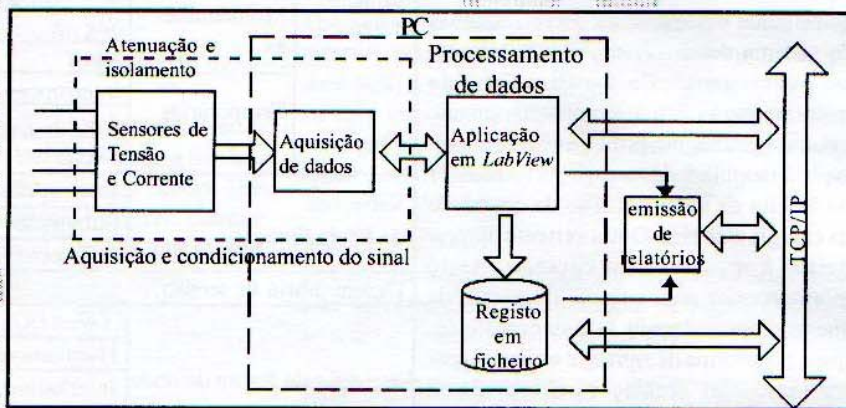 PC
Atenuação e
isolamento
Processamento
de dados
Sensores de
Tensão
e Corrente
Aquisição
de dados
Aplicação
em LabView
emissão
de
relatórios
TCP/IP
Aquisição e condicionamento do sinal
Registo
em
ficheiro